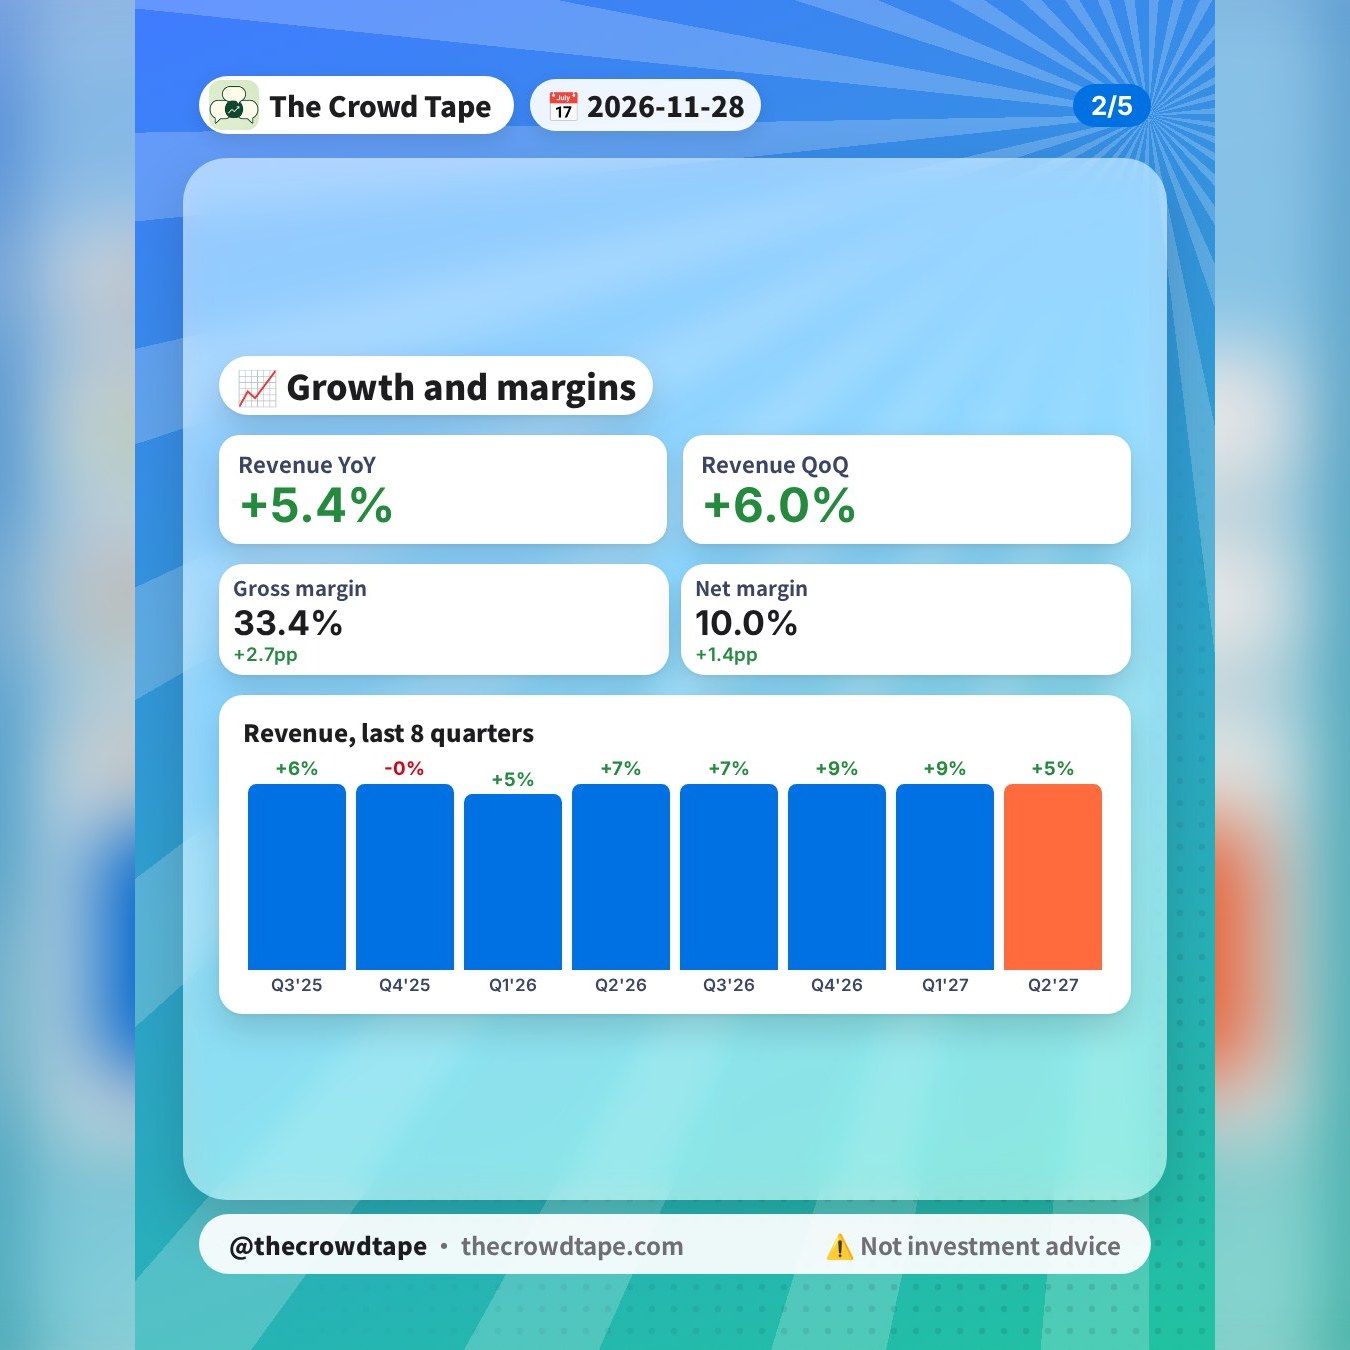 The Crowd Tape
2026-11-28
2/5
Growth and margins
Revenue YoY
+5.4%
Revenue QoQ
+6.0%
Gross margin
33.4%
+2.7pp
Net margin
10.0%
+1.4pp
Revenue, last 8 quarters
+6% -0% +5% +7% +7% +9% +9% +5%
Q3'25 Q4'25 Q1'26 Q2'26 Q3'26 Q4'26 Q1'27 Q2'27
@thecrowdtape • thecrowdtape.com
⚠️ Not investment advice